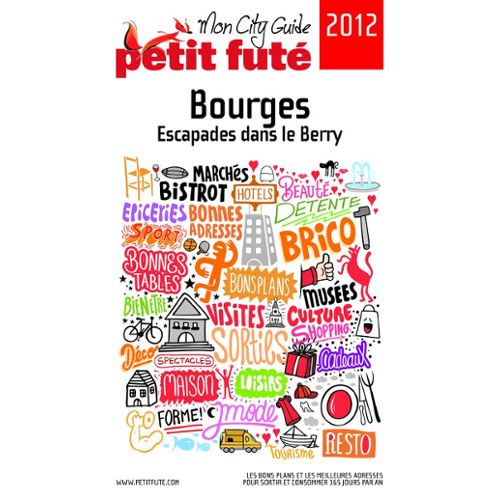 Mon City Guide
2012
petit futé
Bourges
Escapades dans le Berry
MARCHÉS
BISTROT
HOTELS
BEAUTÉ
DÉTENTE
EPICERIES
BONNES
ADRESSES
SPORT
BRICO
BONNES
TABLES
BONS PLANS
MUSÉES
BIEN ÊTRE
VISITES
CULTURE
SHOPPING
SORTIES
Déco
SPECTACLES
CADEAUX
MAISON
LOISIRS
FORME!
mode
TOURISME
RESTO
WWW.PETITFUTE.COM
LES BONS PLANS ET LES MEILLEURES ADRESSES
POUR SORTIR ET CONSOMMER 365 JOURS PAR AN